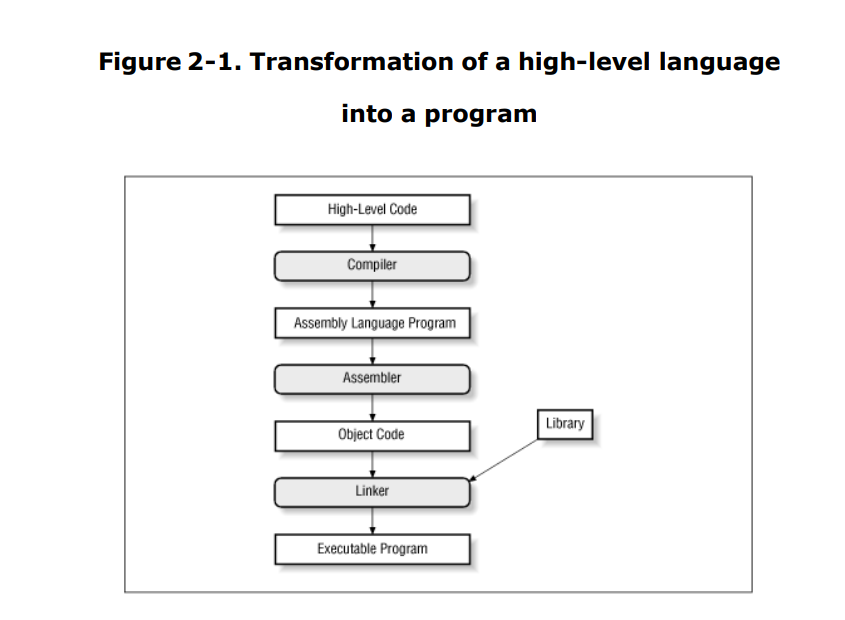 Figure 2-1. Transformation of a high-level language
into a program
High-Level Code
Compiler
Assembly Language Program
Assembler
Object Code
Library
Linker
Executable Program